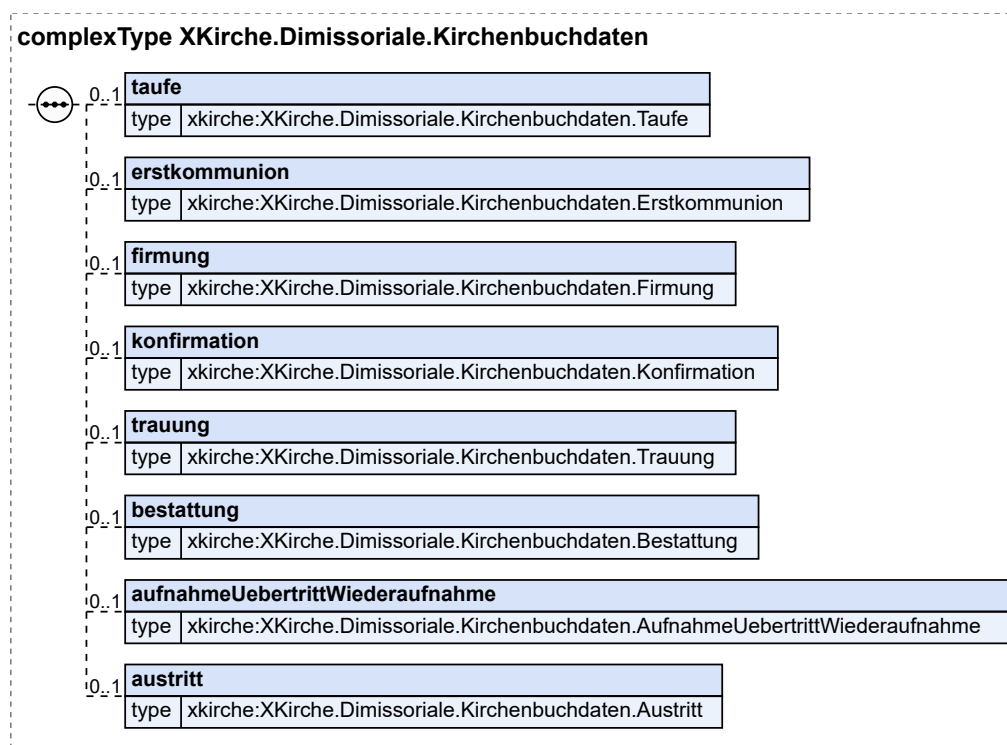 complexType XKirche.Dimissoriale.Kirchenbuchdaten
0..1 taufe
type xkirche:XKirche.Dimissoriale.Kirchenbuchdaten.Taufe
0..1 erstkommunion
type xkirche:XKirche.Dimissoriale.Kirchenbuchdaten.Erstkommunion
0..1 firmung
type xkirche:XKirche.Dimissoriale.Kirchenbuchdaten.Firmung
0..1 konfirmation
type xkirche:XKirche.Dimissoriale.Kirchenbuchdaten.Konfirmation
0..1 trauung
type xkirche:XKirche.Dimissoriale.Kirchenbuchdaten.Trauung
0..1 bestattung
type xkirche:XKirche.Dimissoriale.Kirchenbuchdaten.Bestattung
0..1 aufnahmeUebertrittWiederaufnahme
type xkirche:XKirche.Dimissoriale.Kirchenbuchdaten.AufnahmeUebertrittWiederaufnahme
0..1 austritt
type xkirche:XKirche.Dimissoriale.Kirchenbuchdaten.Austritt